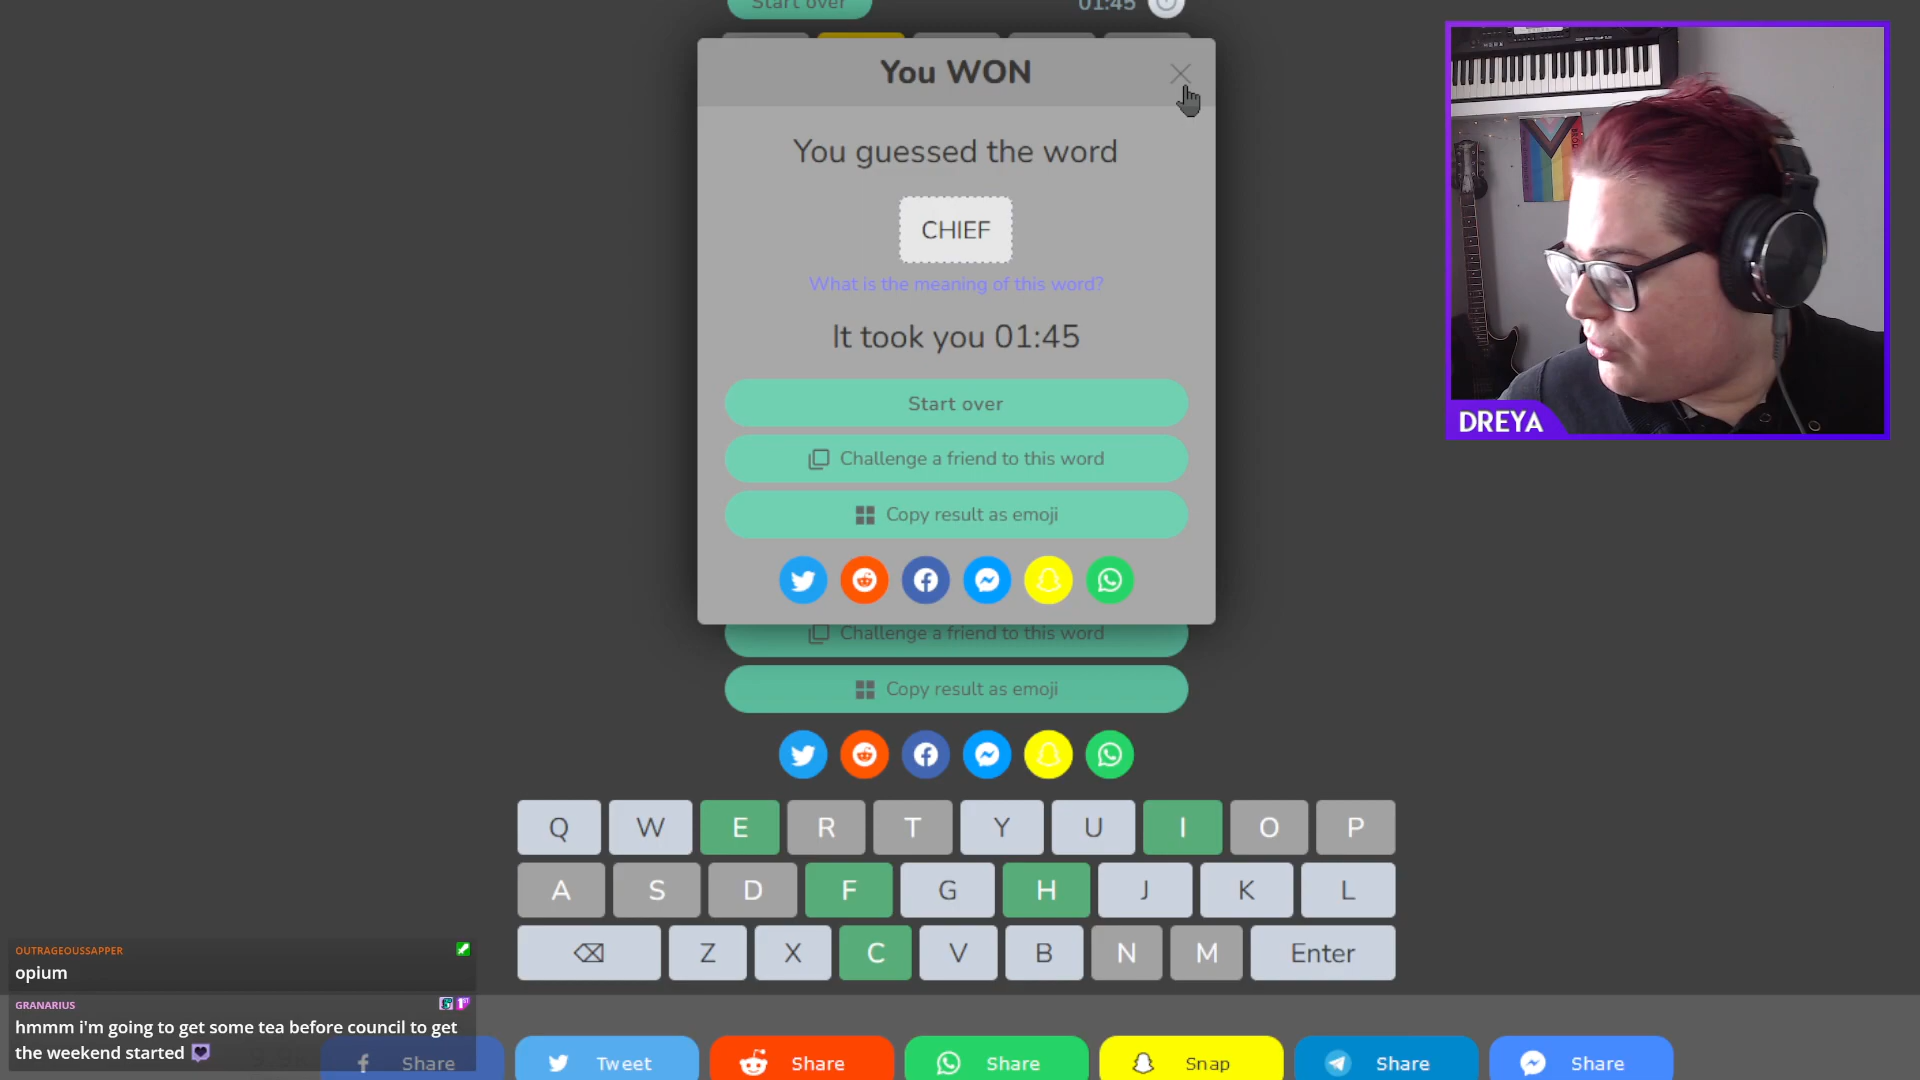 Start over
01:45
You WON
You guessed the word
CHIEF
What is the meaning of this word?
It took you 01:45
Start over
Challenge a friend to this word
Copy result as emoji
Challenge a friend to this word
Copy result as emoji
Q W E R T Y U I O P
A S D F G H J K L
Z X C V B N M Enter
DREYA
OUTRAGEOUSSAPPER
opium
GRANARIUS
hmmm i'm going to get some tea before council to get
the weekend started
Share
Tweet
Share
Share
Snap
Share
Share